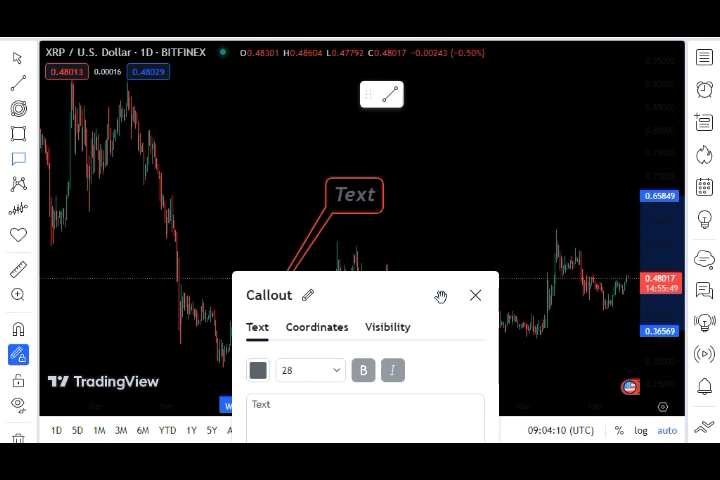 XRP / U.S. Dollar · 1D · BITFINEX
O0.48301 H0.48604 L0.47792 C0.48017 −0.00243 (−0.50%)
0.48013 0.00016 0.48029
Text
0.65849
0.48017
14:55:49
0.36569
Callout
Text Coordinates Visibility
28 B I
Text
TradingView
W
1D 5D 1M 3M 6M YTD 1Y 5Y
09:04:10 (UTC) % log auto